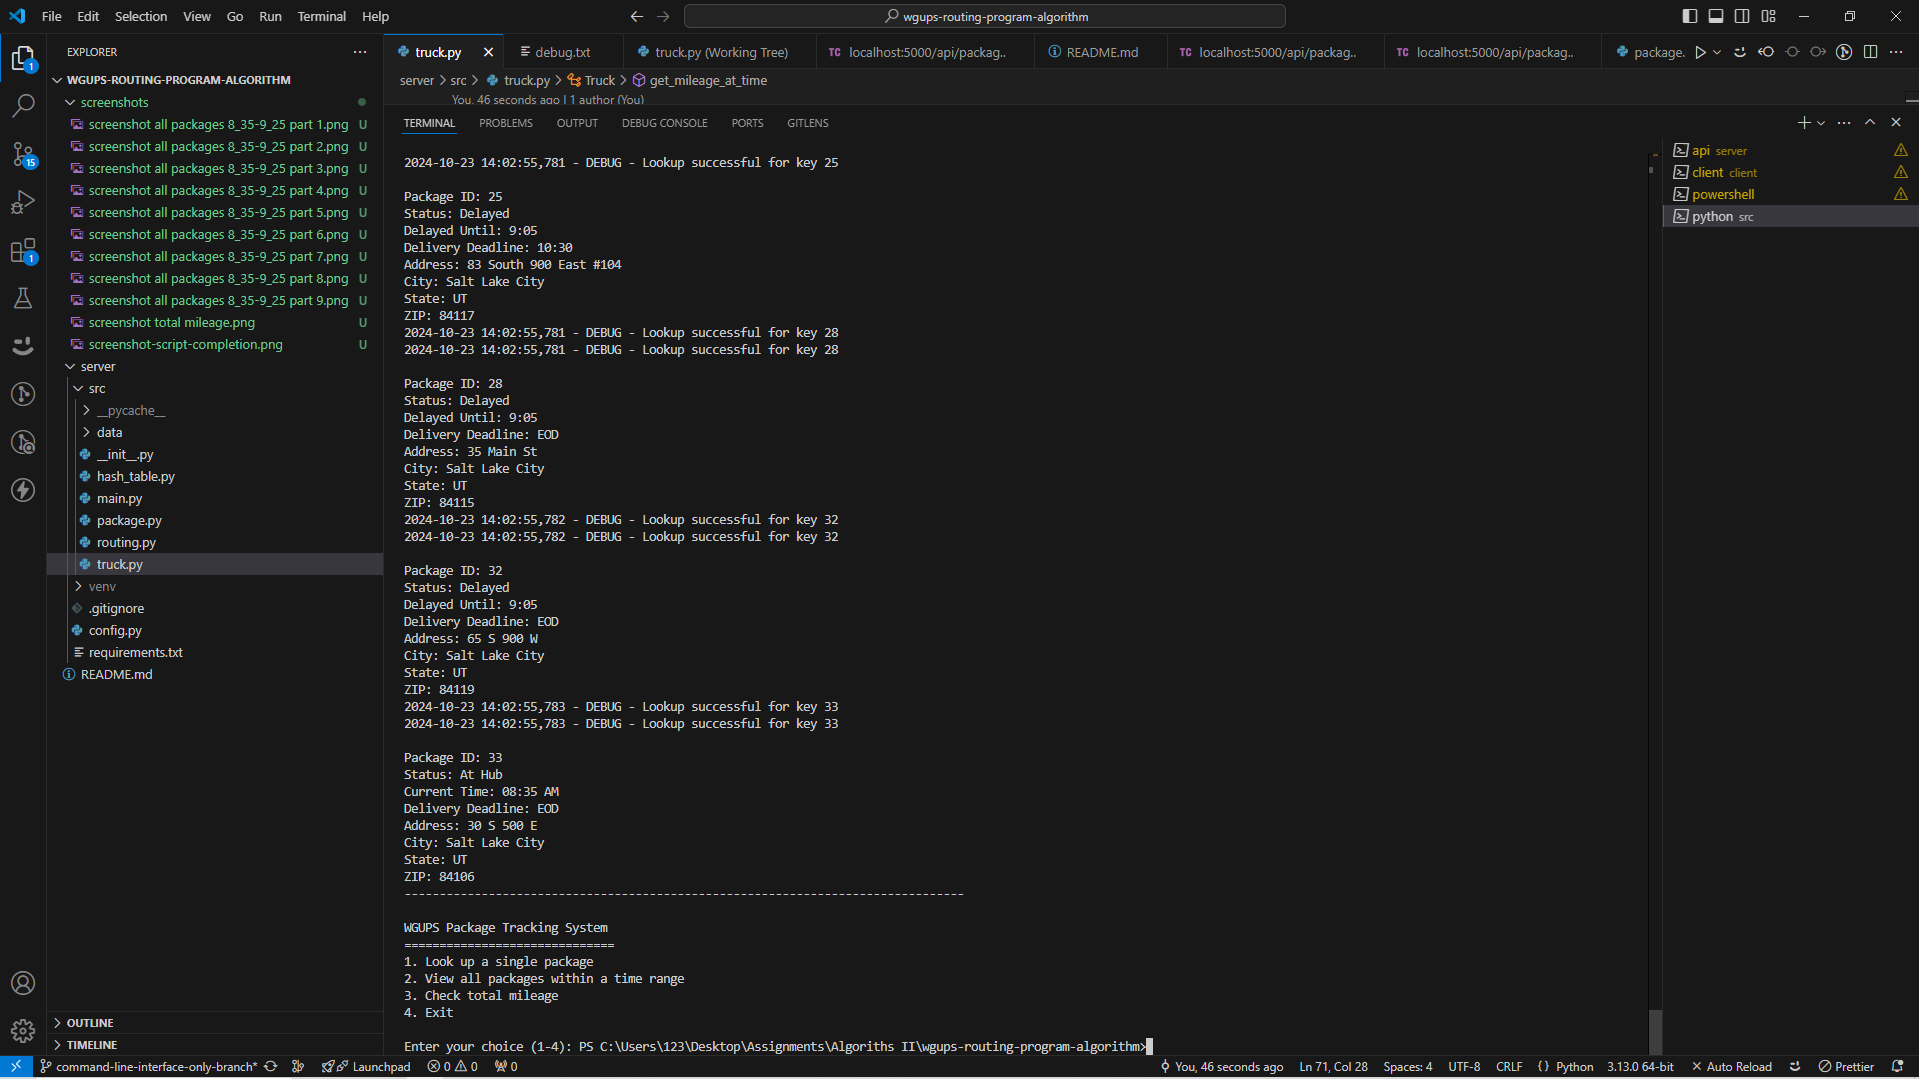 File Edit Selection View Go Run Terminal Help
wgups-routing-program-algorithm
EXPLORER
WGUPS-ROUTING-PROGRAM-ALGORITHM
screenshots
screenshot all packages 8_35-9_25 part 1.png U
screenshot all packages 8_35-9_25 part 2.png U
screenshot all packages 8_35-9_25 part 3.png U
screenshot all packages 8_35-9_25 part 4.png U
screenshot all packages 8_35-9_25 part 5.png U
screenshot all packages 8_35-9_25 part 6.png U
screenshot all packages 8_35-9_25 part 7.png U
screenshot all packages 8_35-9_25 part 8.png U
screenshot all packages 8_35-9_25 part 9.png U
screenshot total mileage.png U
screenshot-script-completion.png U
server
src
__pycache__
data
__init__.py
hash_table.py
main.py
package.py
routing.py
truck.py
venv
.gitignore
config.py
requirements.txt
README.md
OUTLINE
TIMELINE
1
15
1
truck.py debug.txt truck.py (Working Tree) TC localhost:5000/api/packag.. README.md TC localhost:5000/api/packag.. TC localhost:5000/api/packag.. package.
server > src > truck.py > Truck > get_mileage_at_time
You, 46 seconds ago | 1 author (You)
TERMINAL PROBLEMS OUTPUT DEBUG CONSOLE PORTS GITLENS
2024-10-23 14:02:55,781 - DEBUG - Lookup successful for key 25
Package ID: 25
Status: Delayed
Delayed Until: 9:05
Delivery Deadline: 10:30
Address: 83 South 900 East #104
City: Salt Lake City
State: UT
ZIP: 84117
2024-10-23 14:02:55,781 - DEBUG - Lookup successful for key 28
2024-10-23 14:02:55,781 - DEBUG - Lookup successful for key 28
Package ID: 28
Status: Delayed
Delayed Until: 9:05
Delivery Deadline: EOD
Address: 35 Main St
City: Salt Lake City
State: UT
ZIP: 84115
2024-10-23 14:02:55,782 - DEBUG - Lookup successful for key 32
2024-10-23 14:02:55,782 - DEBUG - Lookup successful for key 32
Package ID: 32
Status: Delayed
Delayed Until: 9:05
Delivery Deadline: EOD
Address: 65 S 900 W
City: Salt Lake City
State: UT
ZIP: 84119
2024-10-23 14:02:55,783 - DEBUG - Lookup successful for key 33
2024-10-23 14:02:55,783 - DEBUG - Lookup successful for key 33
Package ID: 33
Status: At Hub
Current Time: 08:35 AM
Delivery Deadline: EOD
Address: 30 S 500 E
City: Salt Lake City
State: UT
ZIP: 84106
--------------------------------------------------------------------------------
WGUPS Package Tracking System
==============================
1. Look up a single package
2. View all packages within a time range
3. Check total mileage
4. Exit
Enter your choice (1-4): PS C:\Users\123\Desktop\Assignments\Algoriths II\wgups-routing-program-algorithm>
api server
client client
powershell
python src
command-line-interface-only-branch* Launchpad 0 0 0 You, 46 seconds ago Ln 71, Col 28 Spaces: 4 UTF-8 CRLF {} Python 3.13.0 64-bit Auto Reload Prettier